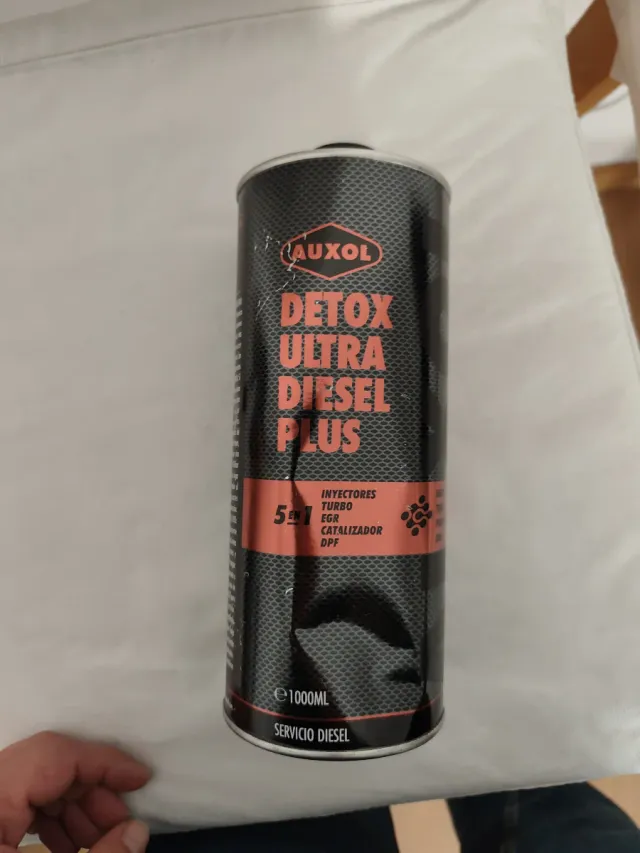 AUXOL
DETOX
ULTRA
DIESEL
PLUS
5 EN 1
INYECTORES
TURBO
EGR
CATALIZADOR
DPF
℮1000ML
SERVICIO DIESEL